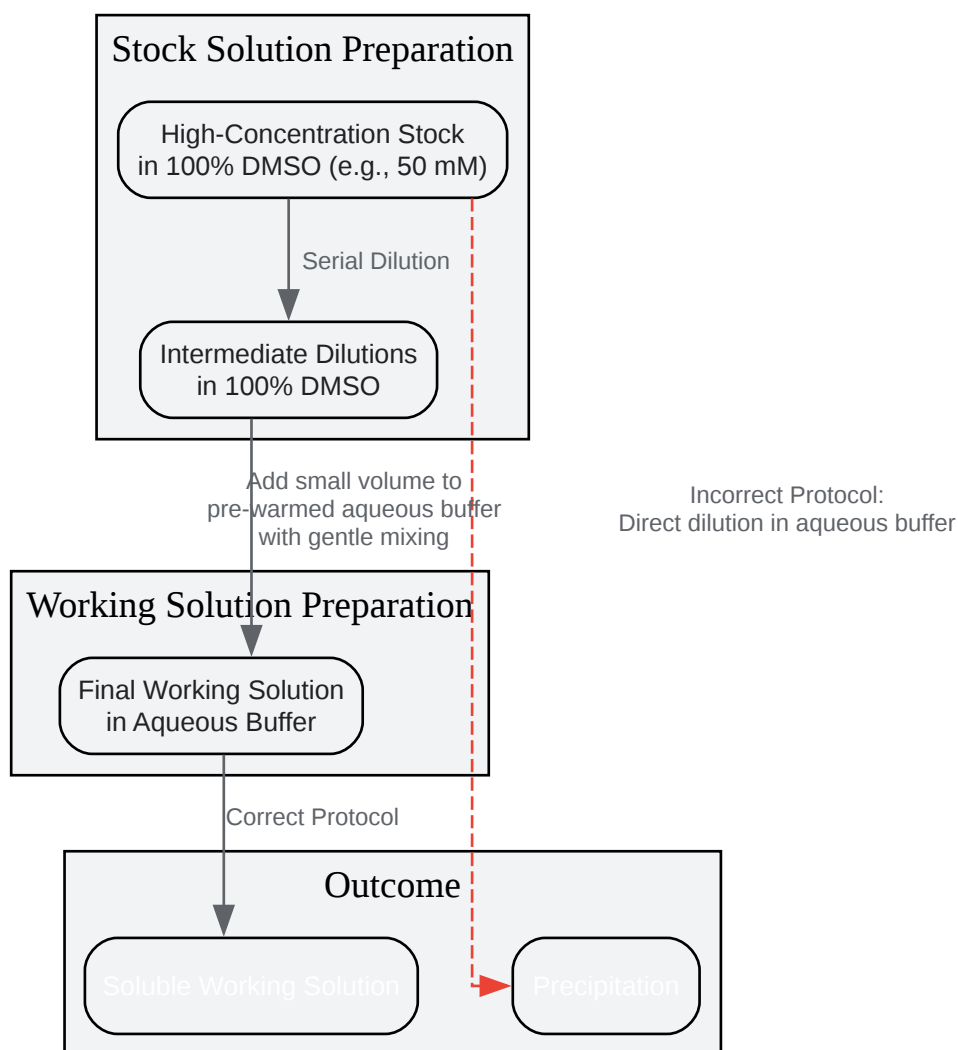 Stock Solution Preparation
High-Concentration Stock
in 100% DMSO (e.g., 50 mM)
Serial Dilution
Intermediate Dilutions
in 100% DMSO
Add small volume to
pre-warmed aqueous buffer
with gentle mixing
Incorrect Protocol:
Direct dilution in aqueous buffer
Working Solution Preparation
Final Working Solution
in Aqueous Buffer
Correct Protocol
Outcome
Soluble Working Solution
Precipitation